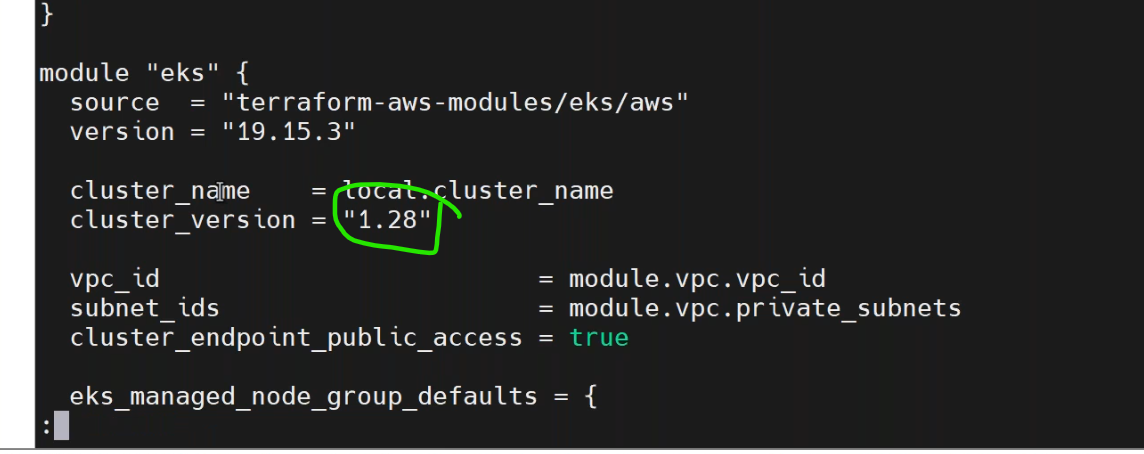 }
module "eks" {
  source  = "terraform-aws-modules/eks/aws"
  version = "19.15.3"
  cluster_name    = local.cluster_name
  cluster_version = "1.28"
  vpc_id                         = module.vpc.vpc_id
  subnet_ids                     = module.vpc.private_subnets
  cluster_endpoint_public_access = true
  eks_managed_node_group_defaults = {
: